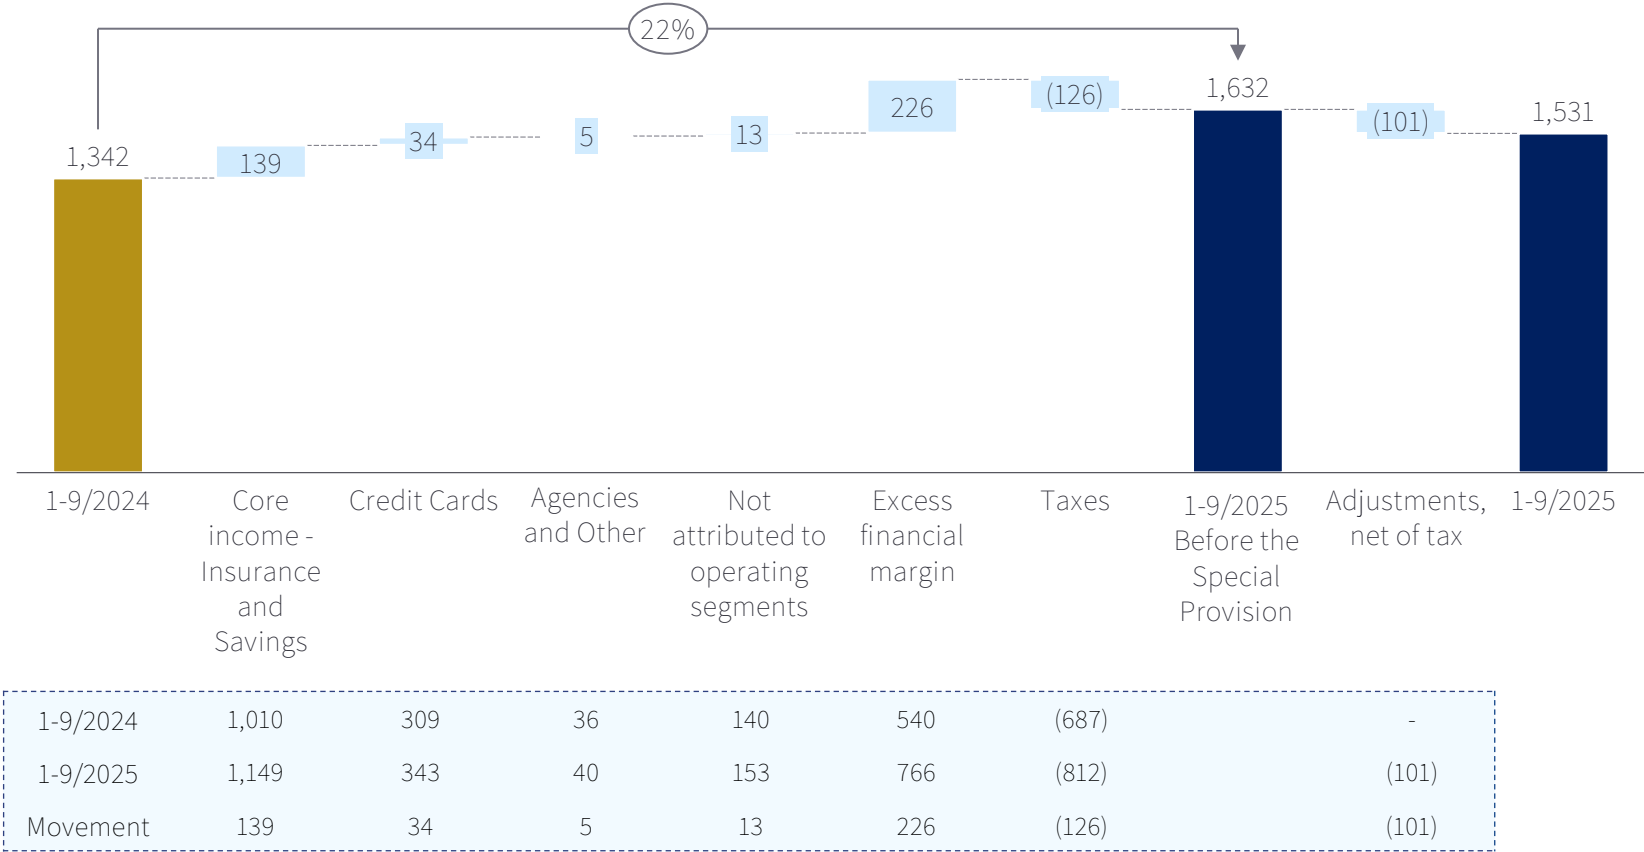 22%
1,342
139
34
5
13
226
(126)
1,632
(101)
1,531
1-9/2024
Core
income -
Insurance
and
Savings
Credit Cards
Agencies
and Other
Not
attributed to
operating
segments
Excess
financial
margin
Taxes
1-9/2025
Before the
Special
Provision
Adjustments,
net of tax
1-9/2025
1-9/2024 1,010 309 36 140 540 (687) -
1-9/2025 1,149 343 40 153 766 (812) (101)
Movement 139 34 5 13 226 (126) (101)